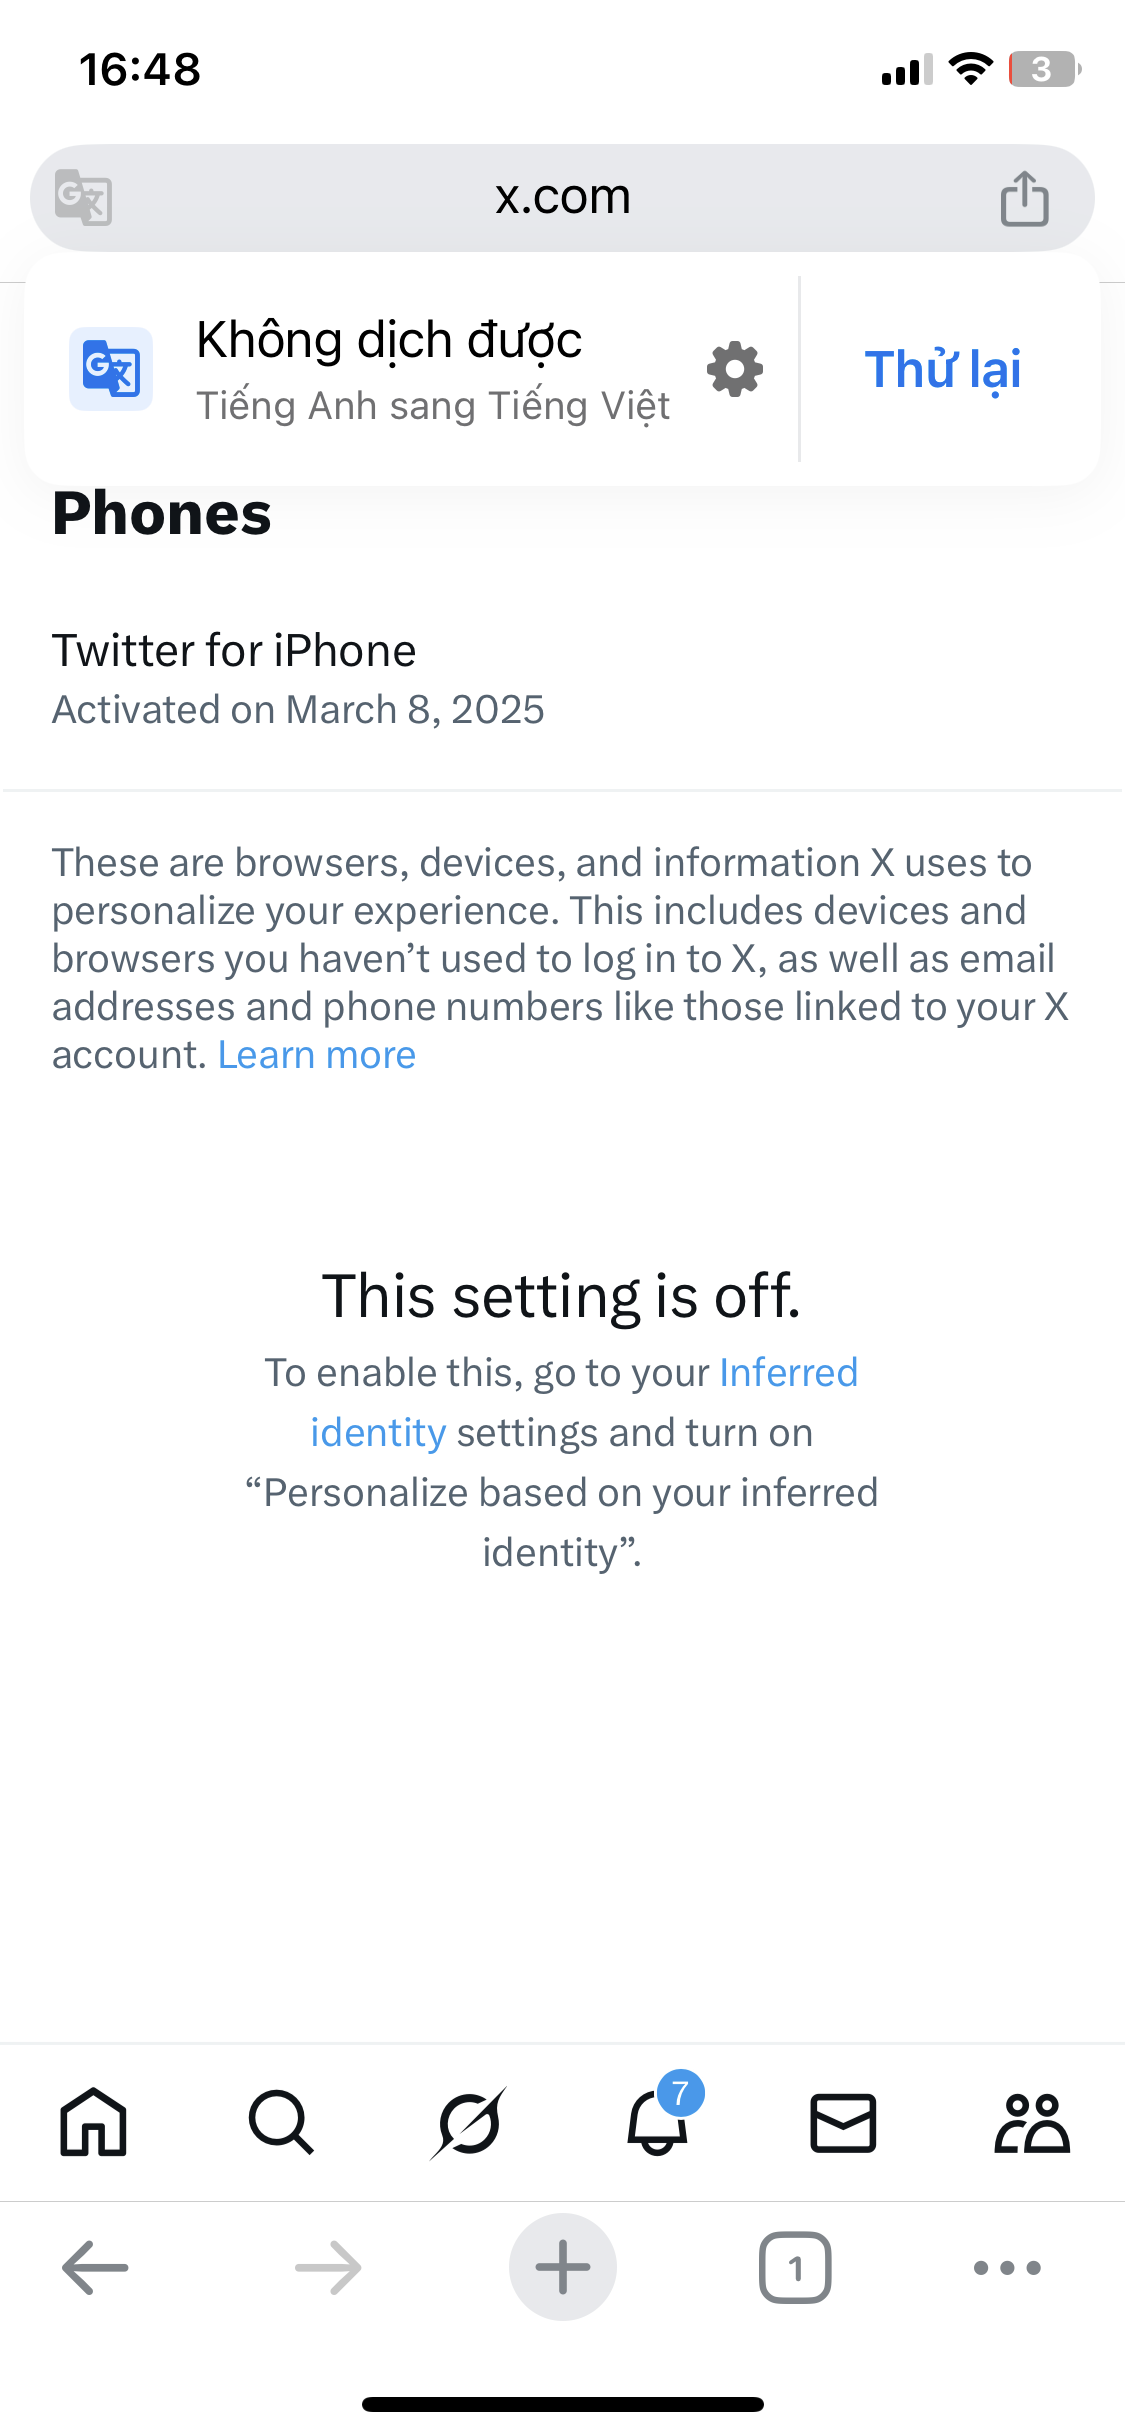 16:48
3
x.com
Không dịch được
Tiếng Anh sang Tiếng Việt
Thử lại
Phones
Twitter for iPhone
Activated on March 8, 2025
These are browsers, devices, and information X uses to
personalize your experience. This includes devices and
browsers you haven’t used to log in to X, as well as email
addresses and phone numbers like those linked to your X
account. Learn more
This setting is off.
To enable this, go to your Inferred
identity settings and turn on
“Personalize based on your inferred
identity”.
7
1